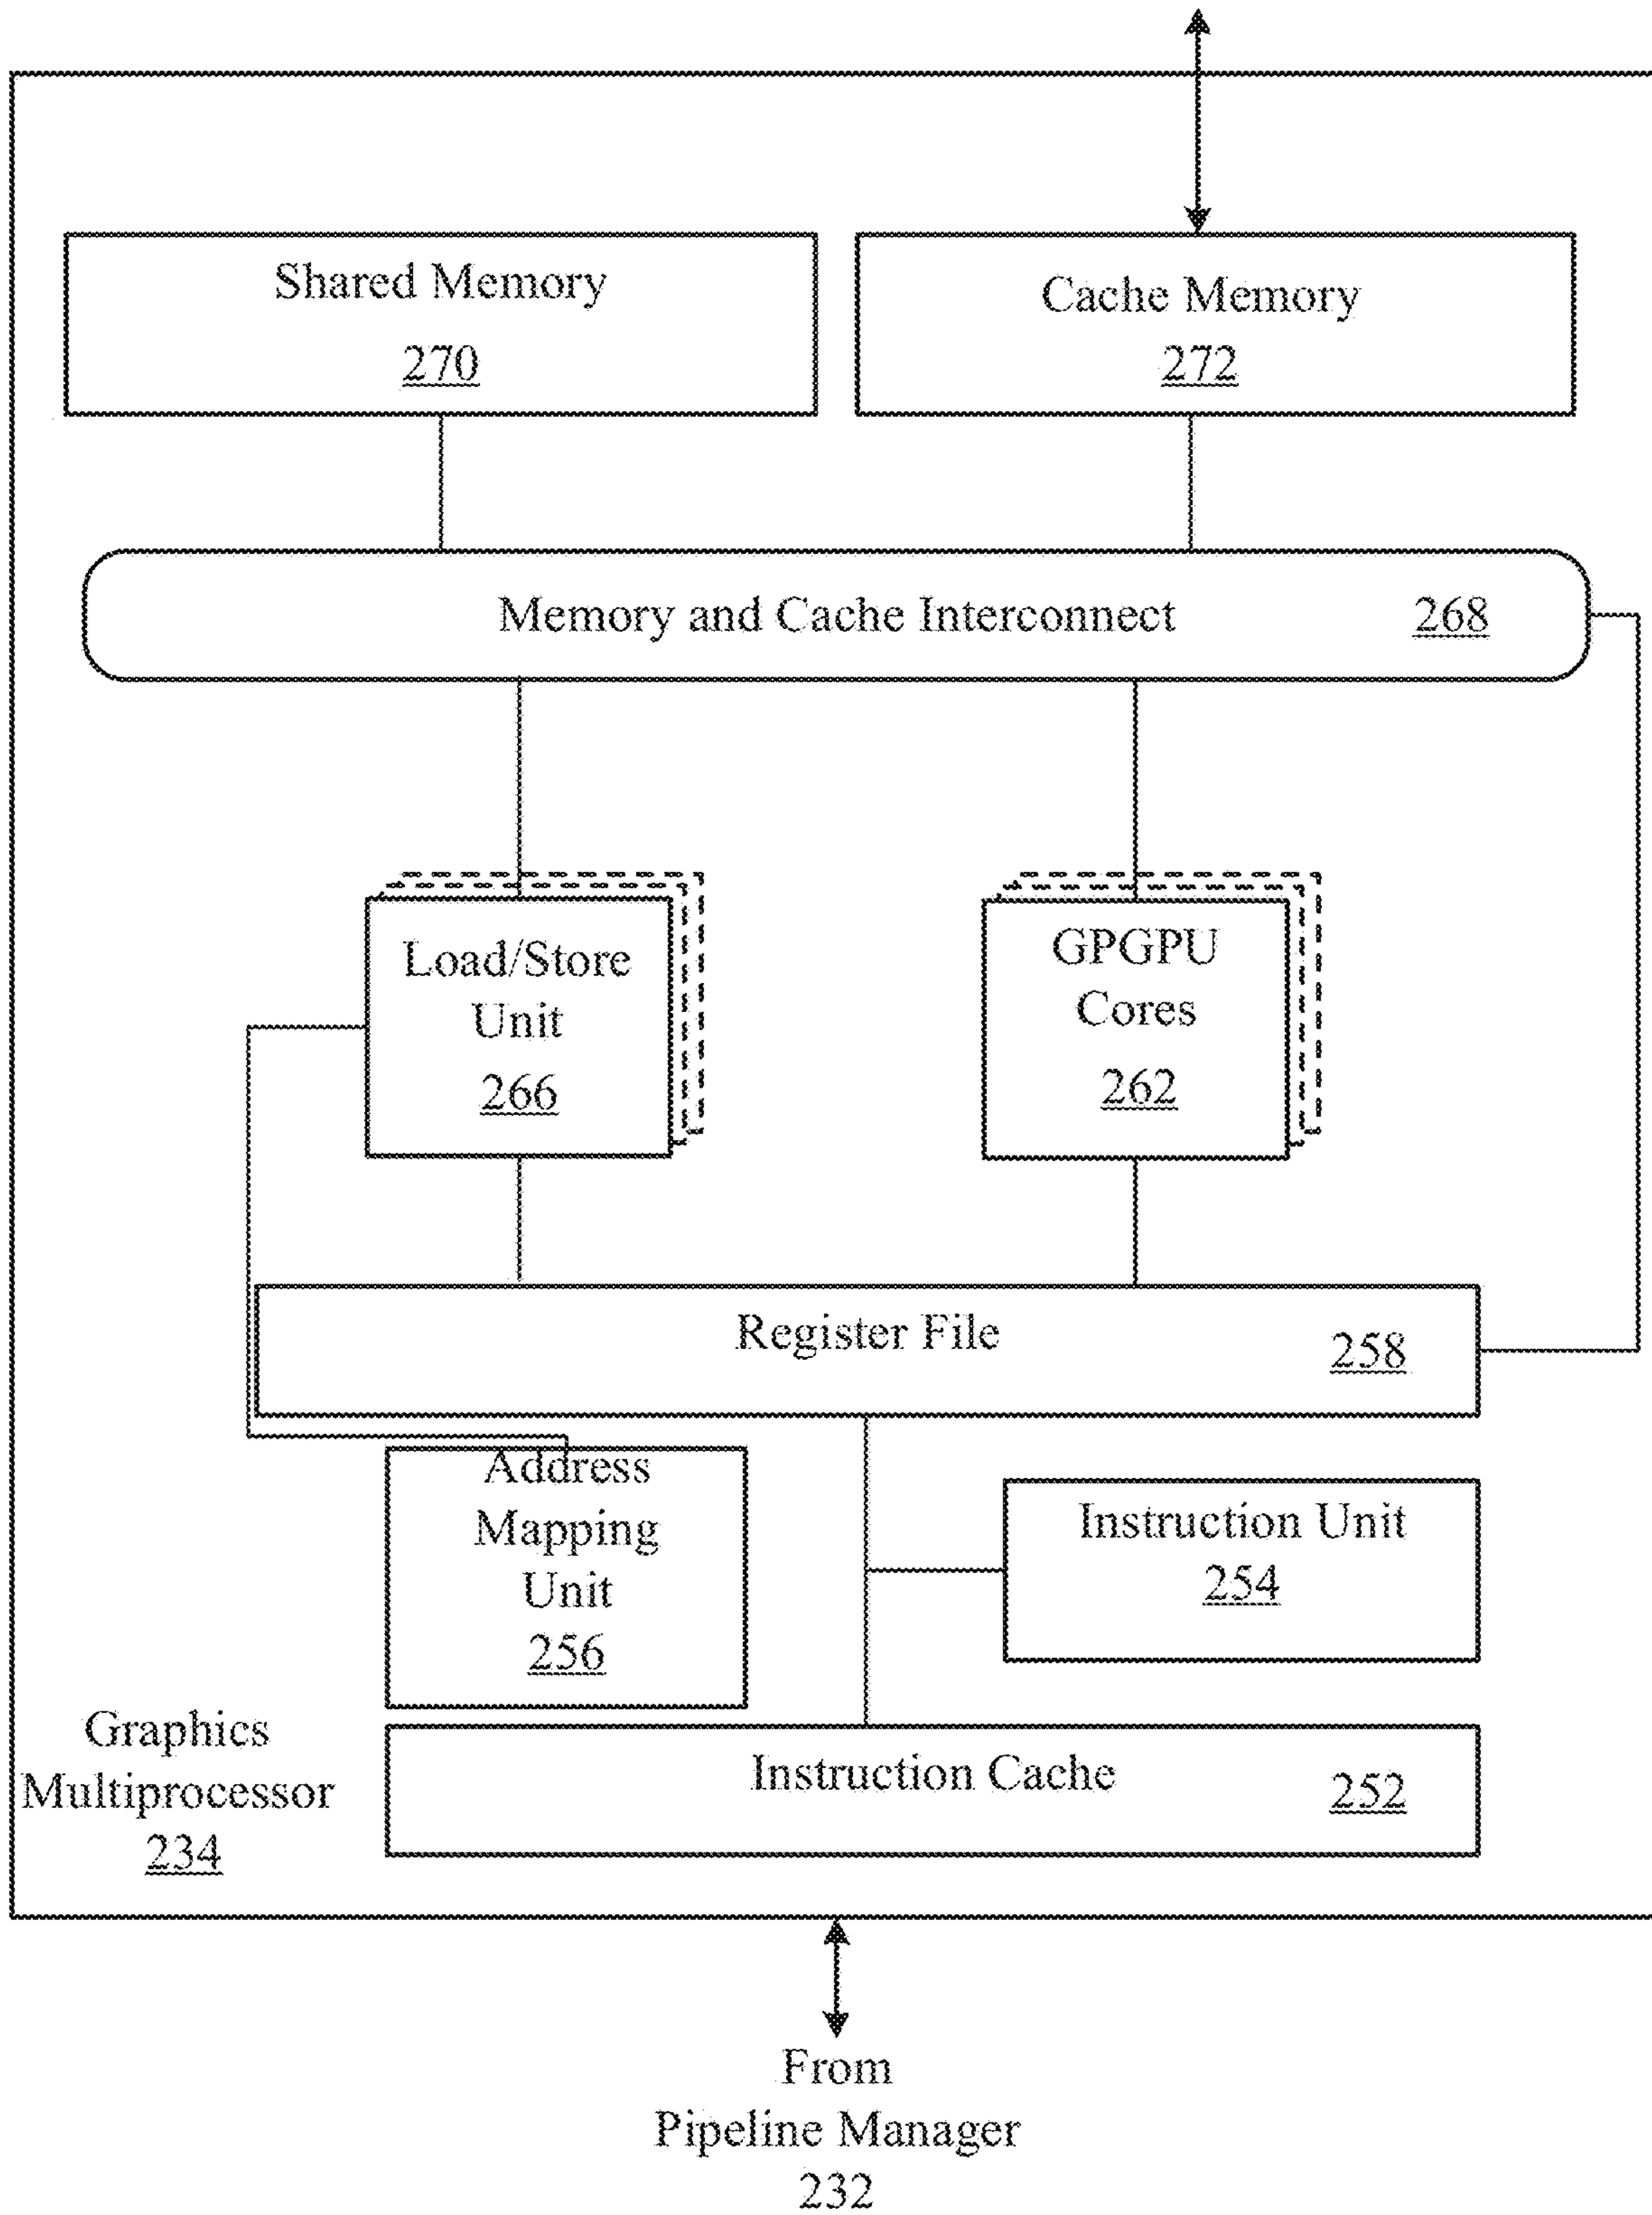 Shared Memory
270
Cache Memory
272
Memory and Cache Interconnect 268
Load/Store
Unit
266
GPGPU
Cores
262
Register File 258
Address
Mapping
Unit
256
Instruction Unit
254
Graphics
Multiprocessor
234
Instruction Cache 252
From
Pipeline Manager
232